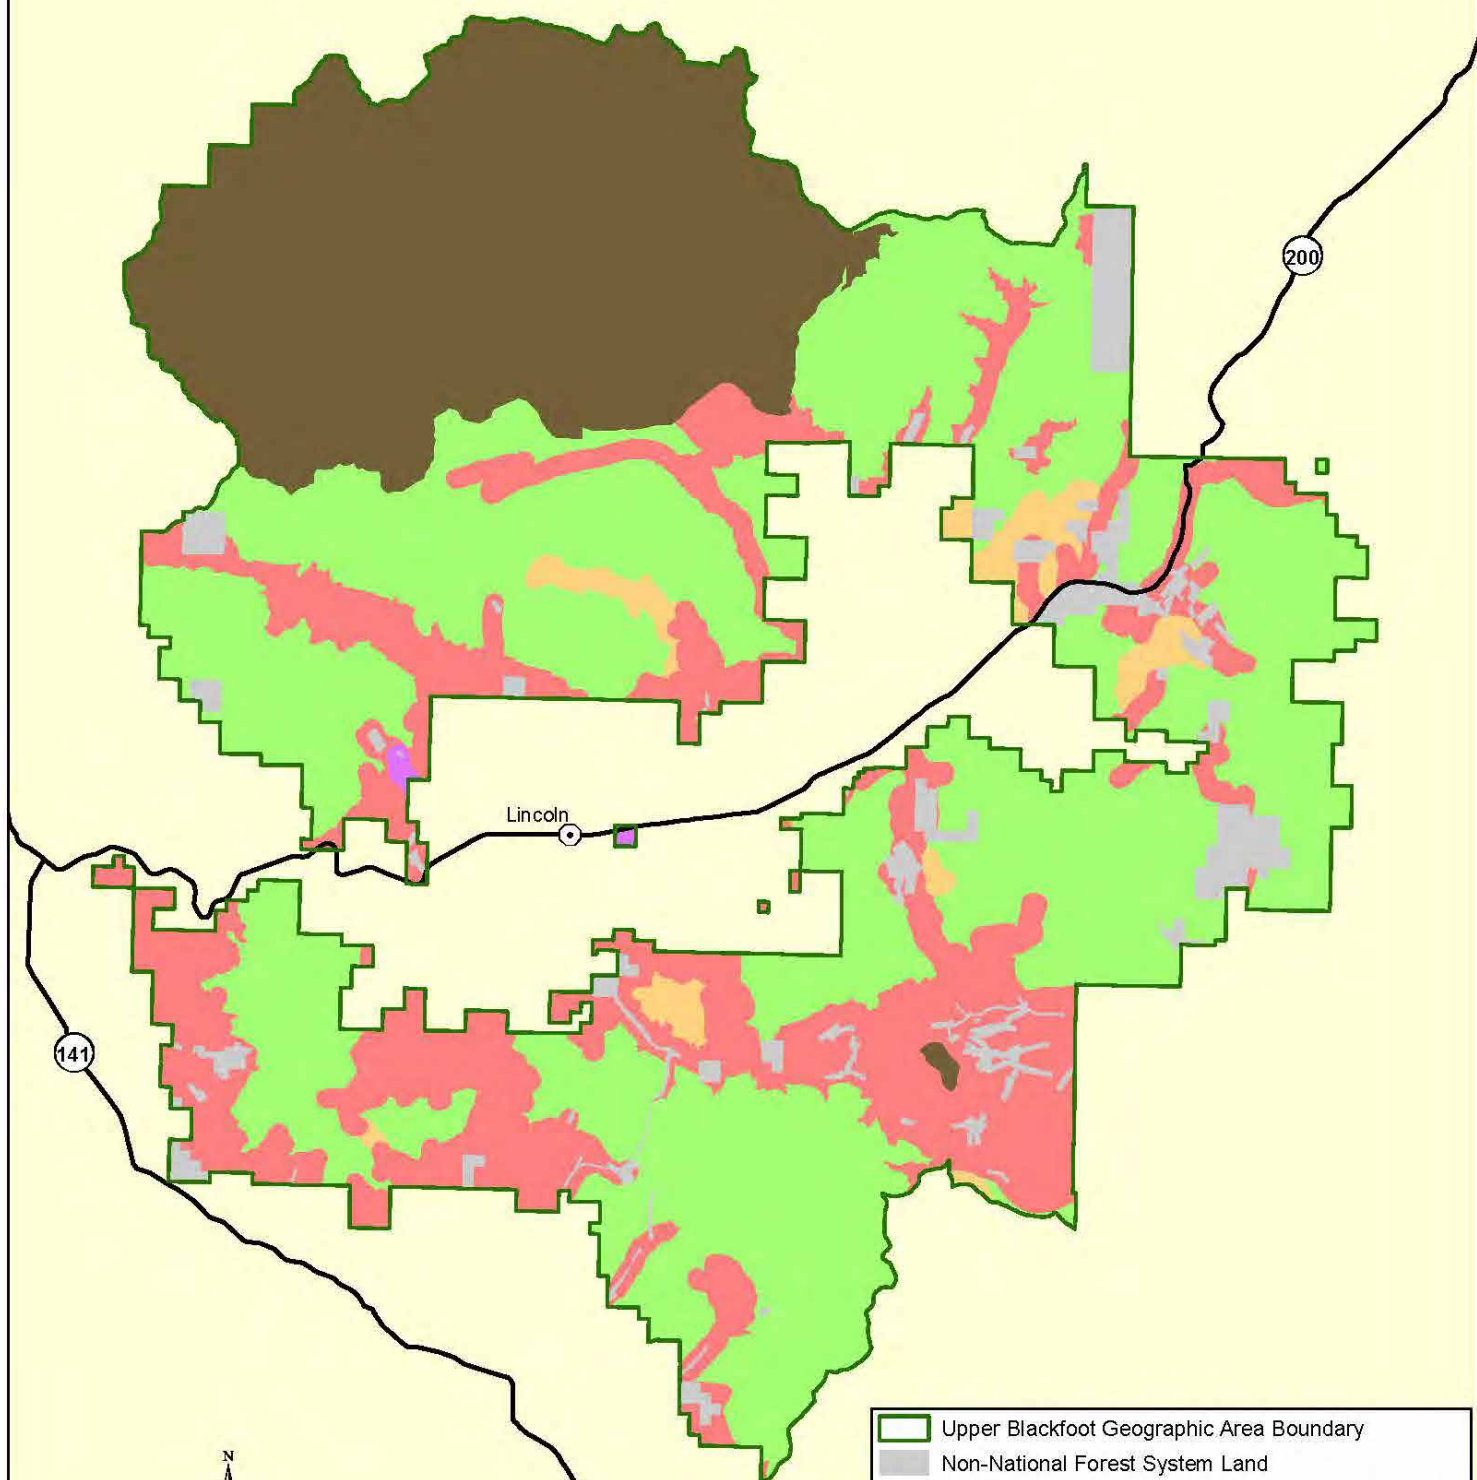 200
Lincoln
141
N
Upper Blackfoot Geographic Area Boundary
Non-National Forest System Land